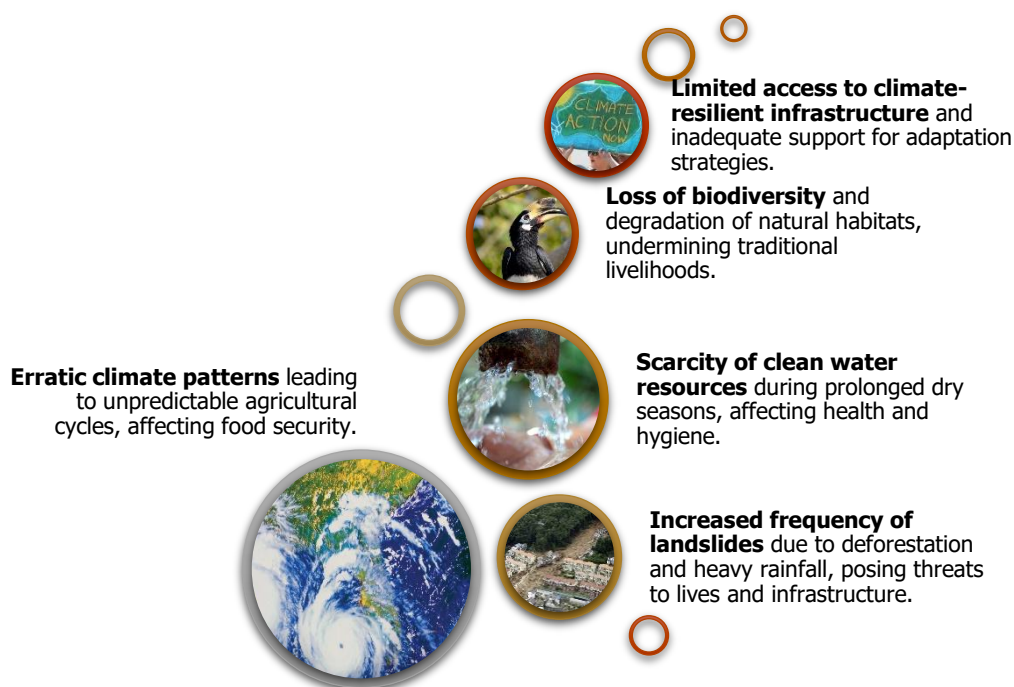 CLIMATE
ACTION
NOW
Limited access to climate-
resilient infrastructure and
inadequate support for adaptation
strategies.
Loss of biodiversity and
degradation of natural habitats,
undermining traditional
livelihoods.
Erratic climate patterns leading
to unpredictable agricultural
cycles, affecting food security.
Scarcity of clean water
resources during prolonged dry
seasons, affecting health and
hygiene.
Increased frequency of
landslides due to deforestation
and heavy rainfall, posing threats
to lives and infrastructure.